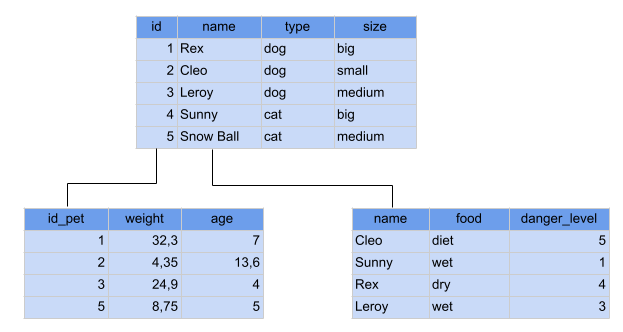 id name type size
1 Rex dog big
2 Cleo dog small
3 Leroy dog medium
4 Sunny cat big
5 Snow Ball cat medium
id_pet weight age
1 32,3 7
2 4,35 13,6
3 24,9 4
5 8,75 5
name food danger_level
Cleo diet 5
Sunny wet 1
Rex dry 4
Leroy wet 3